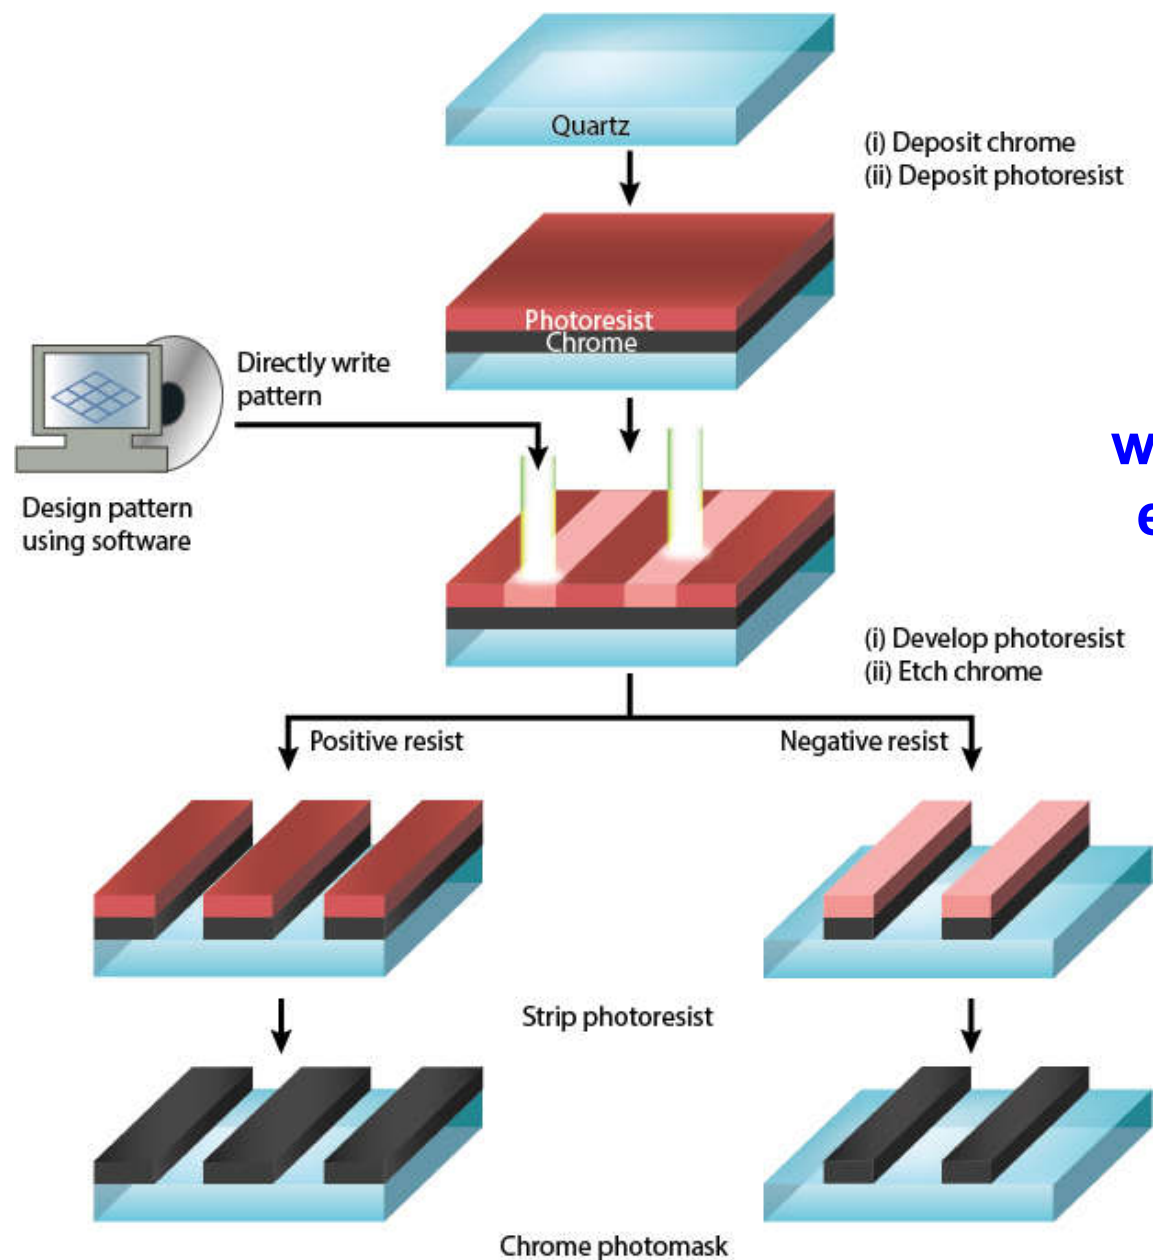 Quartz
(i) Deposit chrome
(ii) Deposit photoresist
Photoresist
Chrome
Directly write
pattern
Design pattern
using software
(i) Develop photoresist
(ii) Etch chrome
Positive resist
Negative resist
Strip photoresist
Chrome photomask